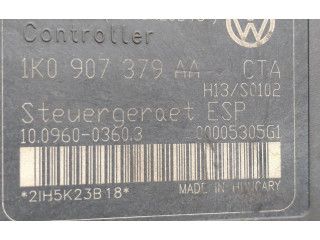 Controller
1K0 907 379 AA CTA
H13/S0102
Steuergeraet ESP
10.0960-0360.3 00005305G1
MADE IN HUNGARY
*2IH5K23B18*